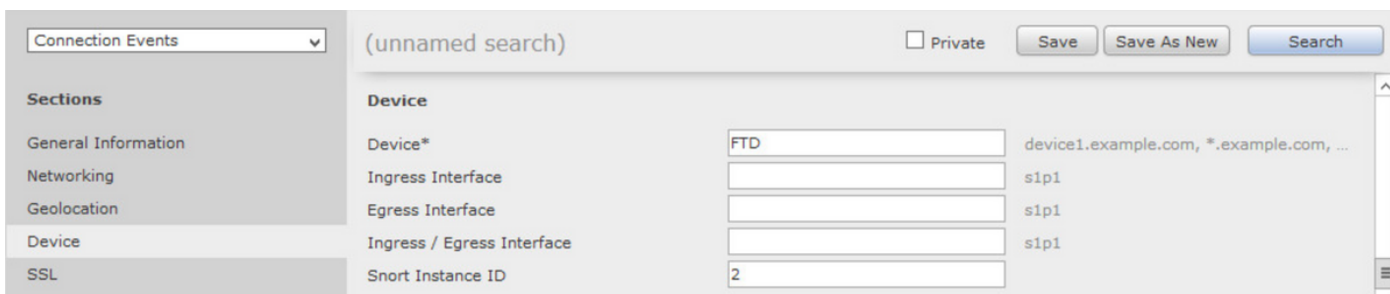 Connection Events
(unnamed search)
Private
Save
Save As New
Search
Sections
General Information
Networking
Geolocation
Device
SSL
Device
Device*
FTD
device1.example.com, *.example.com, ...
Ingress Interface
s1p1
Egress Interface
s1p1
Ingress / Egress Interface
s1p1
Snort Instance ID
2